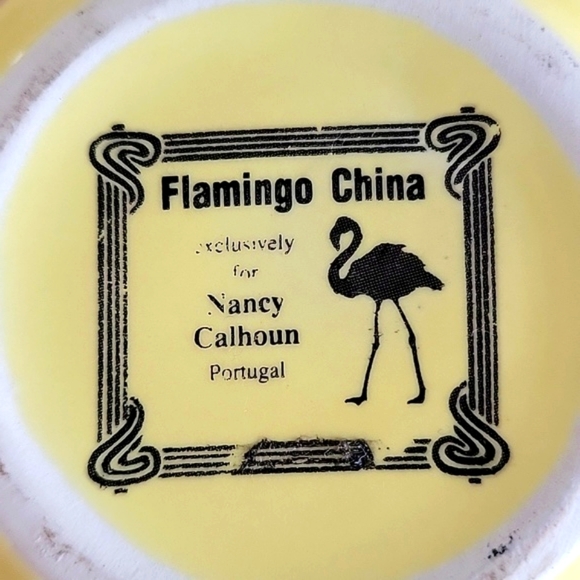 Flamingo China
exclusively
for
Nancy
Calhoun
Portugal